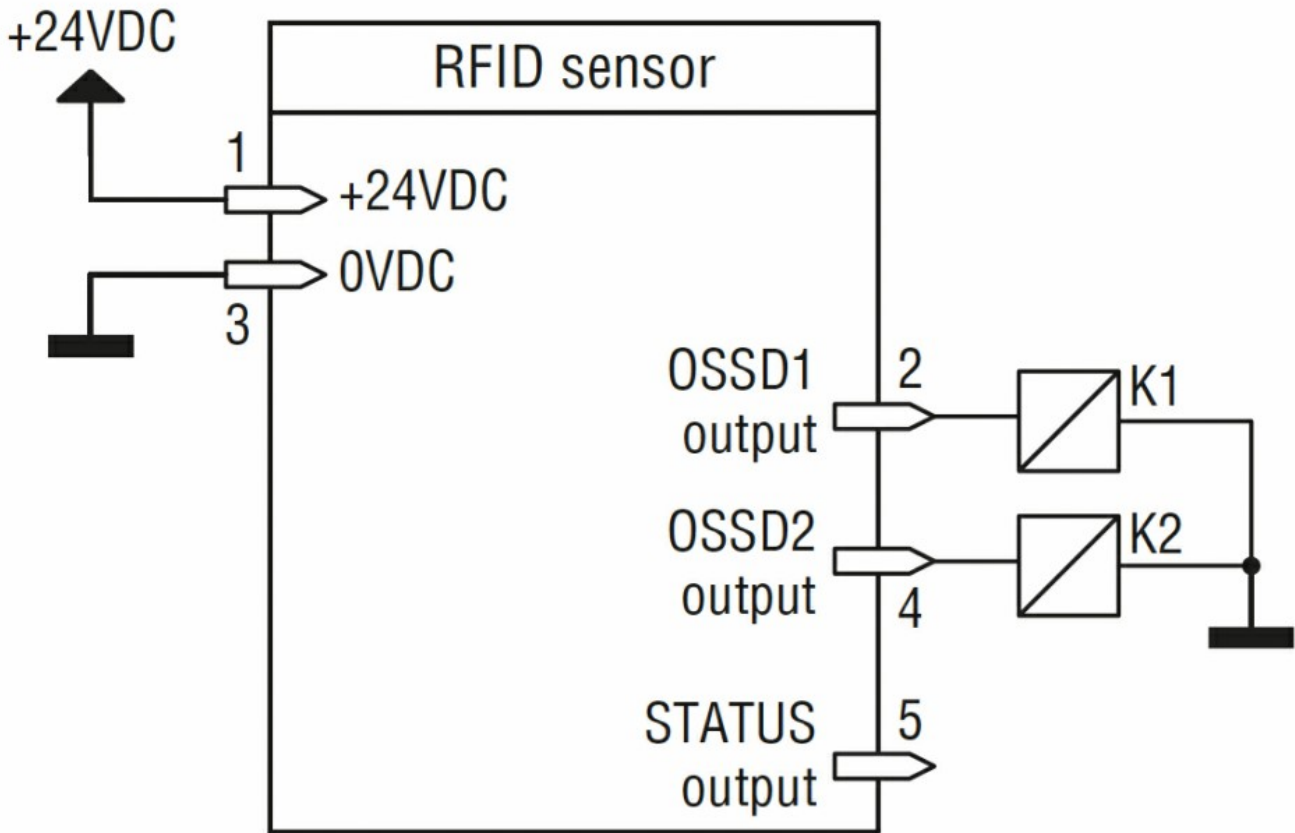 +24VDC
RFID sensor
1
+24VDC
0VDC
3
OSSD1
output
2
K1
OSSD2
output
4
K2
STATUS
output
5